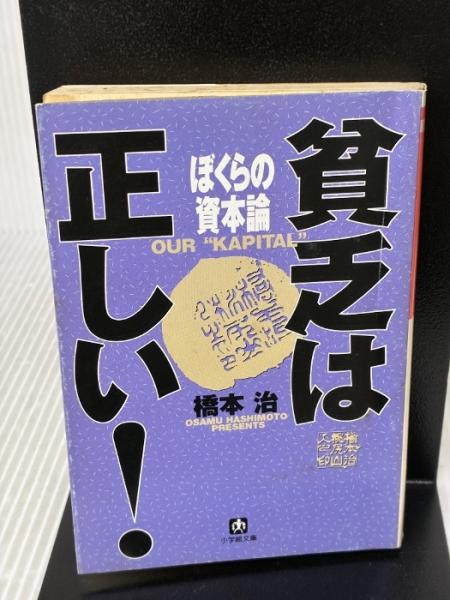 貧乏は
正しい！
ぼくらの
資本論
OUR "KAPITAL"
橋本 治
OSAMU HASHIMOTO
PRESENTS
小学館文庫